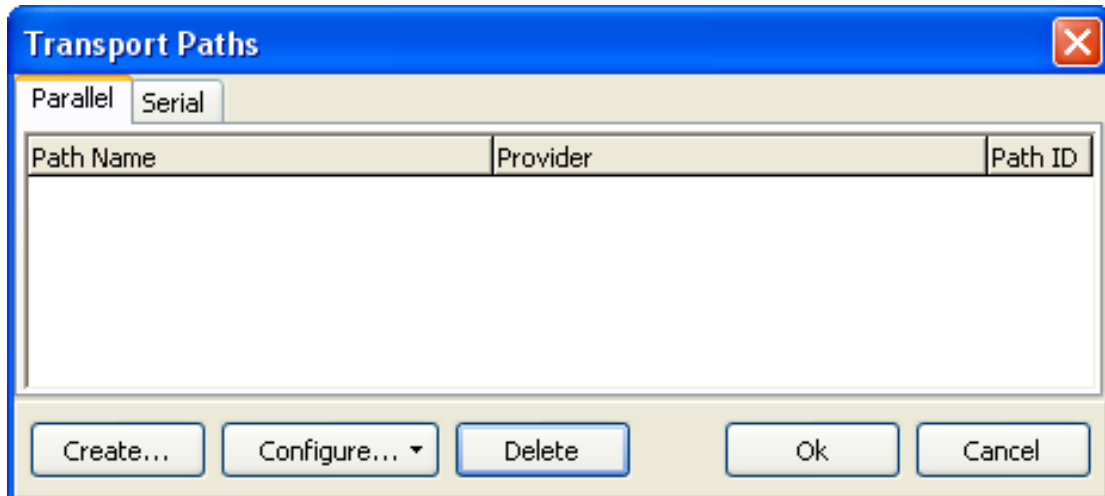 Transport Paths
Parallel Serial
Path Name Provider Path ID
Create... Configure... Delete Ok Cancel